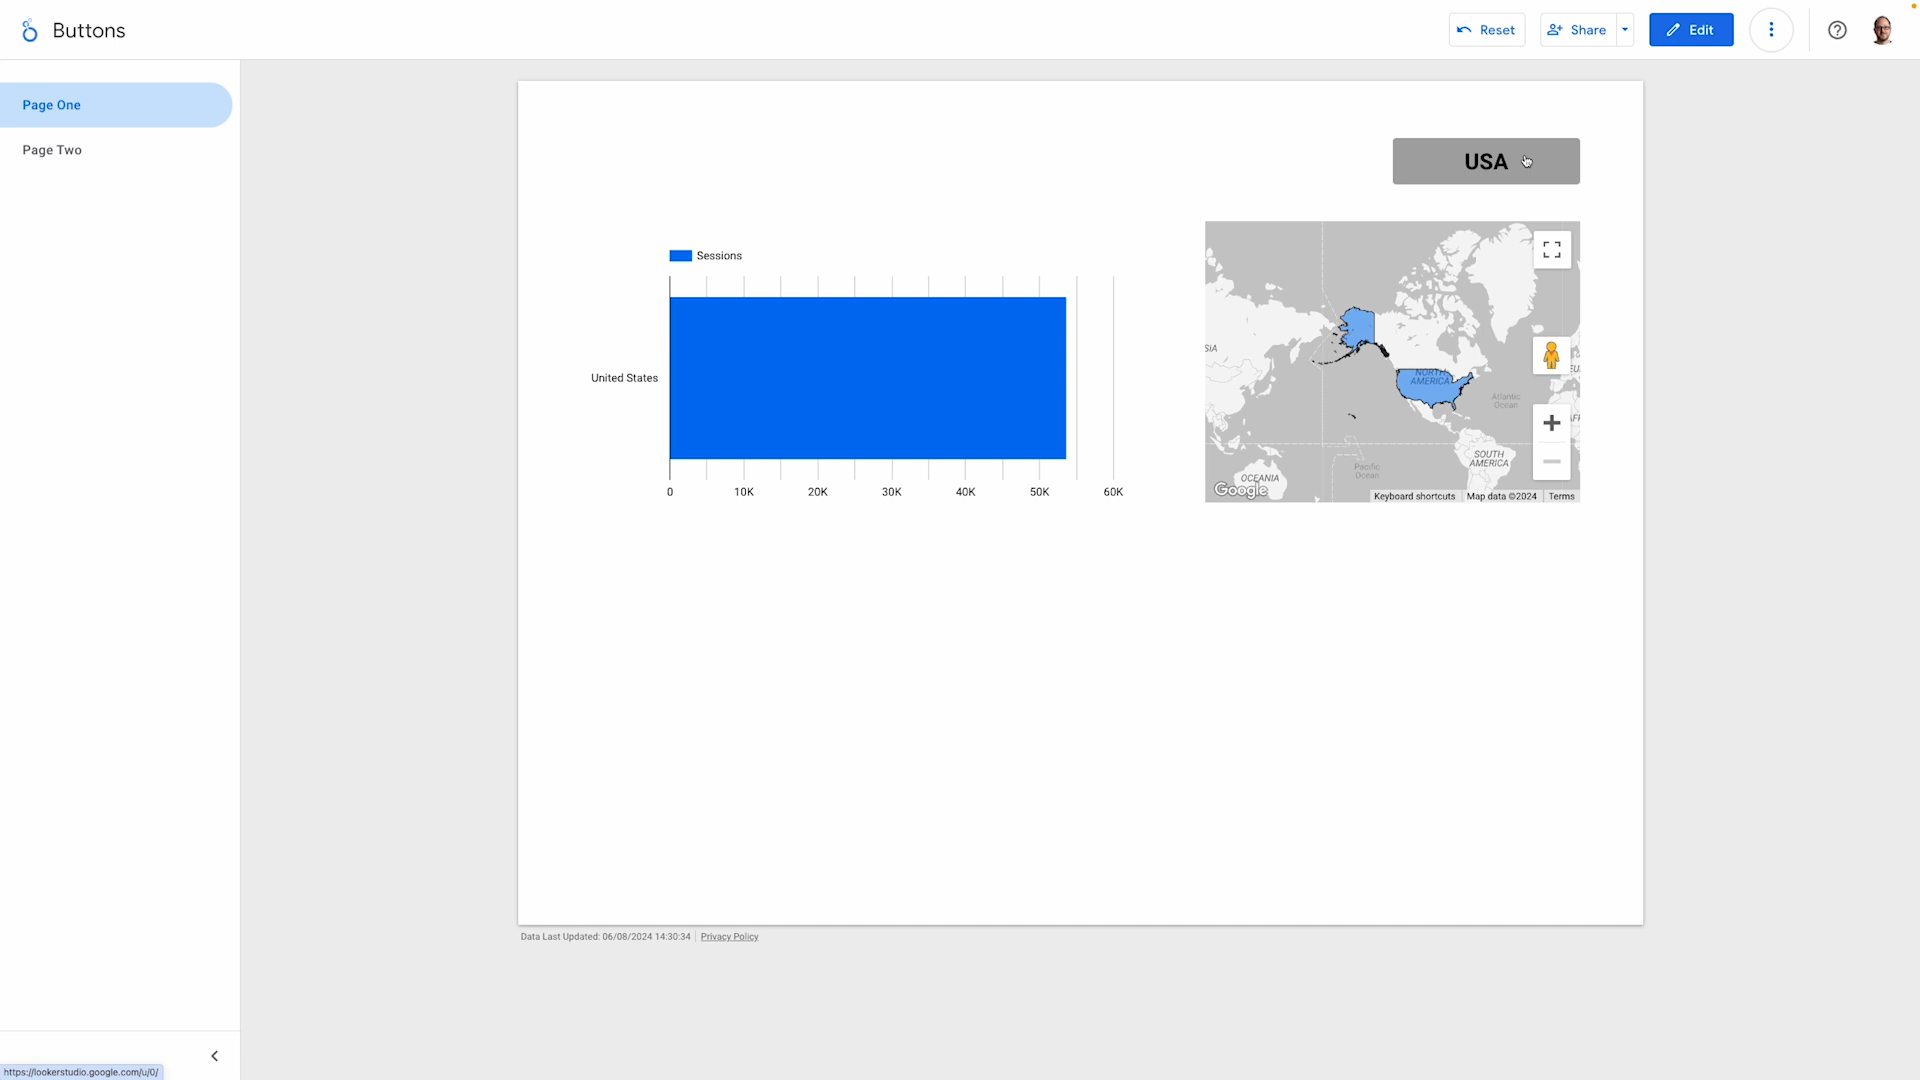 Buttons
Reset
Share
Edit
Page One
Page Two
USA
Sessions
United States
0
10K
20K
30K
40K
50K
60K
SIA
NORTH
AMERICA
Atlantic
Ocean
EU
AF
SOUTH
AMERICA
Pacific
Ocean
OCEANIA
Google
Keyboard shortcuts
Map data ©2024
Terms
Data Last Updated: 06/08/2024 14:30:34
Privacy Policy
https://lookerstudio.google.com/u/0/